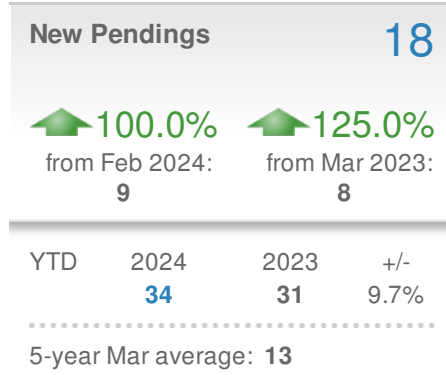 New Pendings 18
100.0% 125.0%
from Feb 2024: from Mar 2023:
9 8
YTD 2024 2023 +/-
34 31 9.7%
5-year Mar average: 13